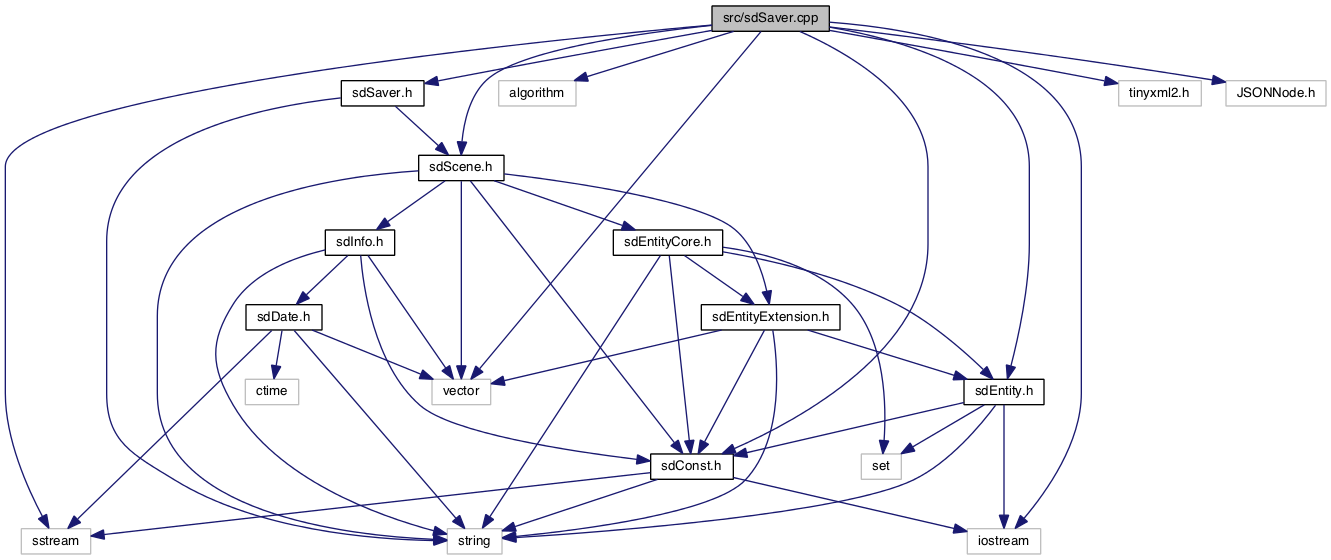 src/sdSaver.cpp
sdSaver.h
algorithm
tinyxml2.h
JSONNode.h
sdScene.h
sdInfo.h
sdEntityCore.h
sdDate.h
sdEntityExtension.h
ctime
vector
sdEntity.h
sdConst.h
set
sstream
string
iostream